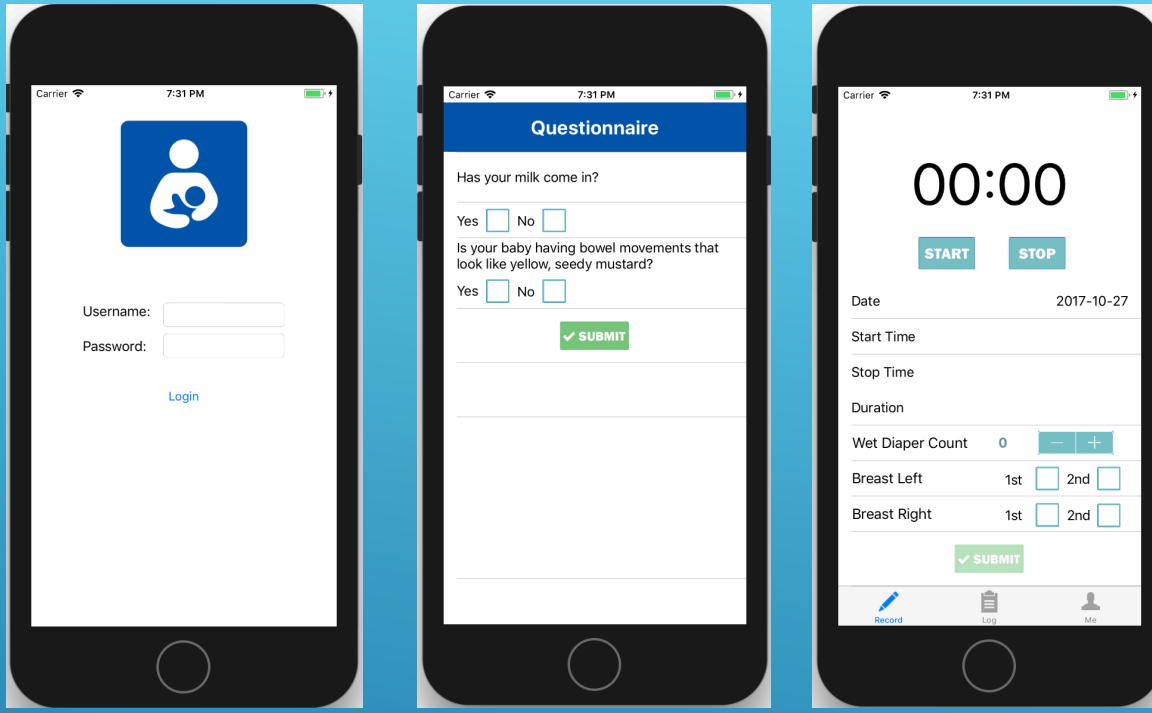 Carrier 7:31 PM
Username:
Password:
Login
Carrier 7:31 PM
Questionnaire
Has your milk come in?
Yes No
Is your baby having bowel movements that
look like yellow, seedy mustard?
Yes No
SUBMIT
Carrier 7:31 PM
00:00
START STOP
Date 2017-10-27
Start Time
Stop Time
Duration
Wet Diaper Count 0 — +
Breast Left 1st 2nd
Breast Right 1st 2nd
SUBMIT
Record Log Me